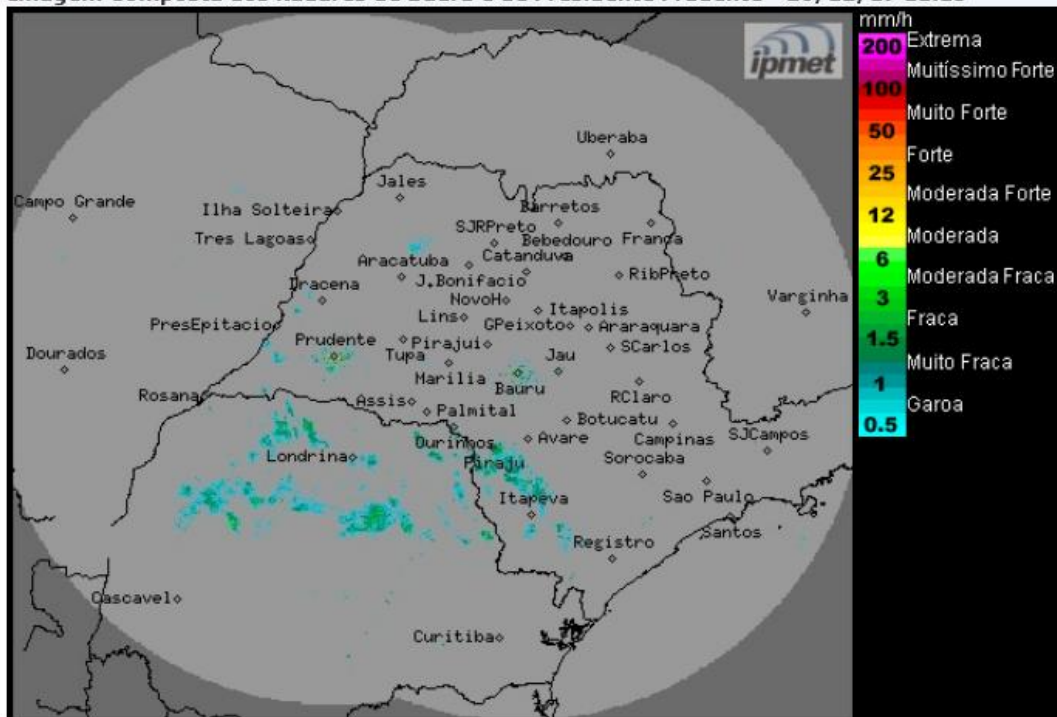 mm/h
200 Extrema
Muitíssimo Forte
100
Muito Forte
50
Forte
25
Moderada Forte
12
Moderada
6
Moderada Fraca
3
Fraca
1.5
Muito Fraca
1
Garoa
0.5
ipmet
Uberaba
Jales
Campo Grande
Ilha Solteira
Barretos
SJRPreto
Tres Lagoas
Bebedouro
Franca
Aracatuba
Catanduva
J.Bonifacio
RibPreto
Dracena
NovoH
Varginha
Itapolis
PresEpitacio
Lins
GPeixoto
Araraquara
Prudente
Pirajui
SCarlos
Dourados
Tupa
Jau
Marilia
Bauru
Rosana
RClaro
Assis
Palmital
Botucatu
Ourinhos
Avare
Campinas
SJCampos
Londrina
Piraju
Sorocaba
Itapeva
Sao Paulo
Santos
Registro
Cascavel
Curitiba